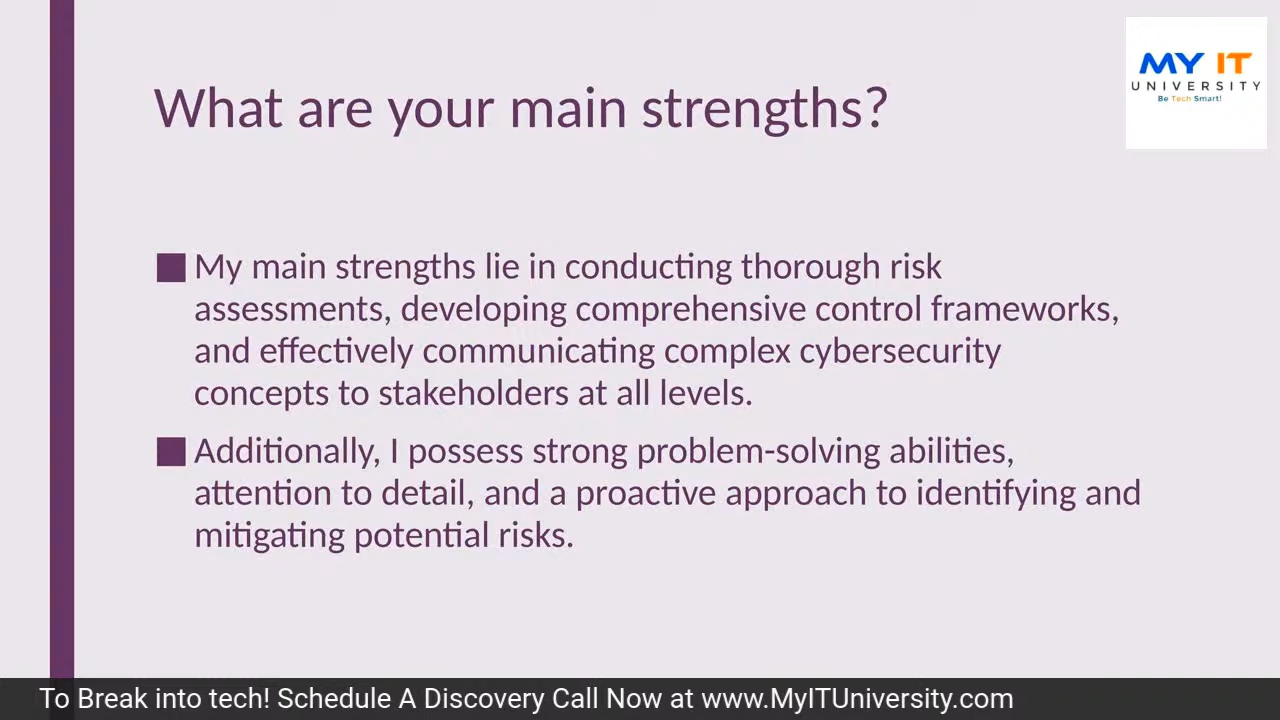 MY IT
UNIVERSITY
Be Tech Smart!
What are your main strengths?
My main strengths lie in conducting thorough risk
assessments, developing comprehensive control frameworks,
and effectively communicating complex cybersecurity
concepts to stakeholders at all levels.
Additionally, I possess strong problem-solving abilities,
attention to detail, and a proactive approach to identifying and
mitigating potential risks.
To Break into tech! Schedule A Discovery Call Now at www.MyITUniversity.com